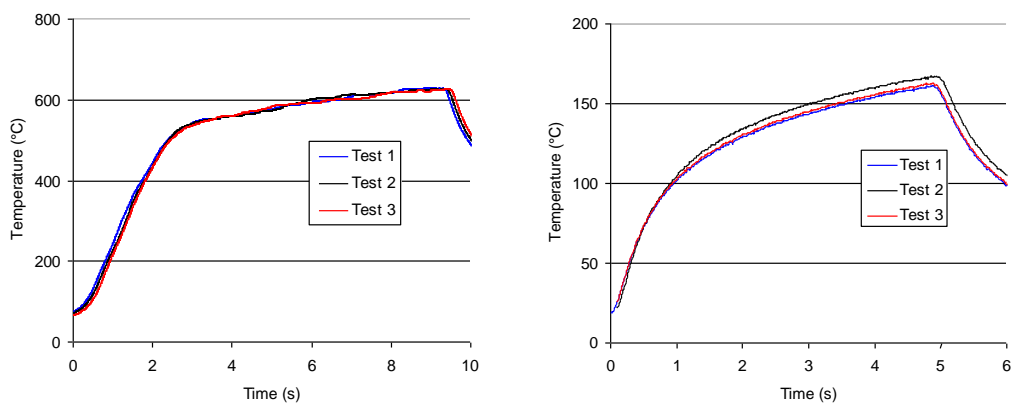 800
600
400
200
0
Temperature (°C)
Test 1
Test 2
Test 3
0 2 4 6 8 10
Time (s)
200
150
100
50
0
Temperature (°C)
Test 1
Test 2
Test 3
0 1 2 3 4 5 6
Time (s)